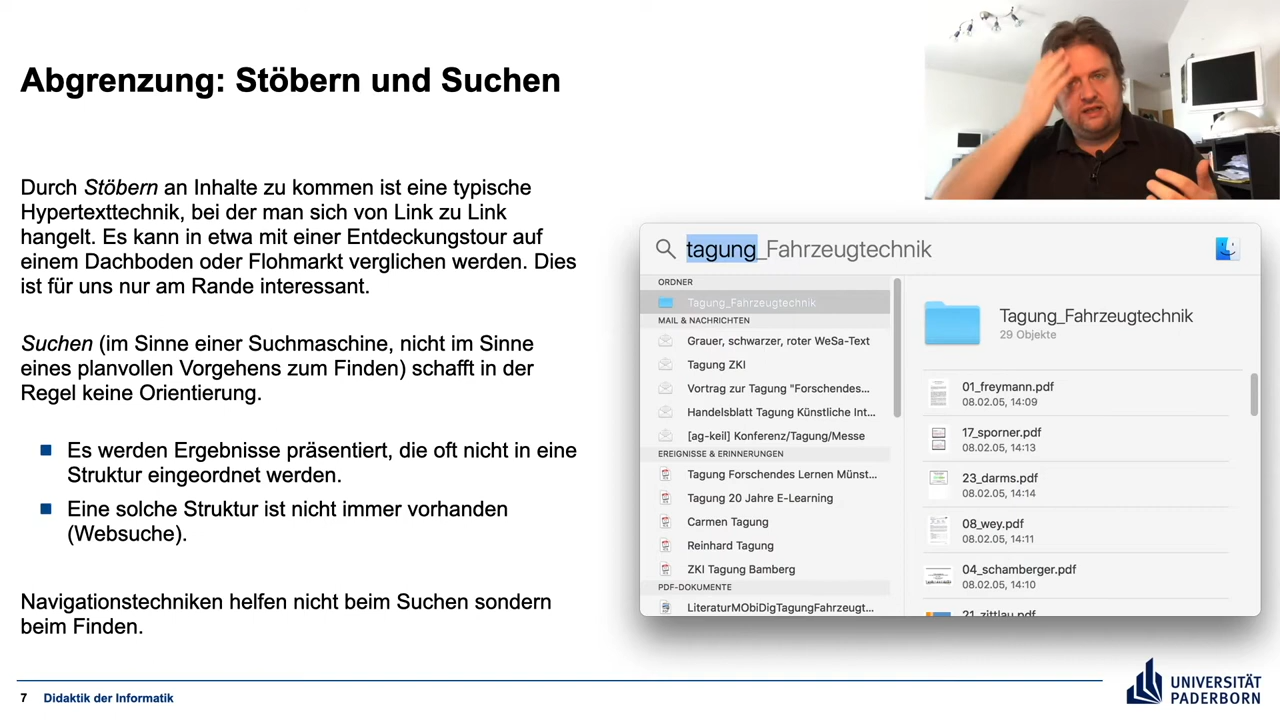 Abgrenzung: Stöbern und Suchen
Durch Stöbern an Inhalte zu kommen ist eine typische
Hypertexttechnik, bei der man sich von Link zu Link
hangelt. Es kann in etwa mit einer Entdeckungstour auf
einem Dachboden oder Flohmarkt verglichen werden. Dies
ist für uns nur am Rande interessant.
Suchen (im Sinne einer Suchmaschine, nicht im Sinne
eines planvollen Vorgehens zum Finden) schafft in der
Regel keine Orientierung.
Es werden Ergebnisse präsentiert, die oft nicht in eine
Struktur eingeordnet werden.
Eine solche Struktur ist nicht immer vorhanden
(Websuche).
Navigationstechniken helfen nicht beim Suchen sondern
beim Finden.
tagung_Fahrzeugtechnik
ORDNER
Tagung_Fahrzeugtechnik
MAIL & NACHRICHTEN
Grauer, schwarzer, roter WeSa-Text
Tagung ZKI
Vortrag zur Tagung "Forschendes...
Handelsblatt Tagung Künstliche Int...
[ag-keil] Konferenz/Tagung/Messe
EREIGNISSE & ERINNERUNGEN
Tagung Forschendes Lernen Münst...
Tagung 20 Jahre E-Learning
Carmen Tagung
Reinhard Tagung
ZKI Tagung Bamberg
PDF-DOKUMENTE
LiteraturMObiDigTagungFahrzeugt...
Tagung_Fahrzeugtechnik
29 Objekte
01_freymann.pdf
08.02.05, 14:09
17_sporner.pdf
08.02.05, 14:13
23_darms.pdf
08.02.05, 14:14
08_wey.pdf
08.02.05, 14:11
04_schamberger.pdf
08.02.05, 14:10
21_zittlau.pdf
7 Didaktik der Informatik
UNIVERSITÄT
PADERBORN